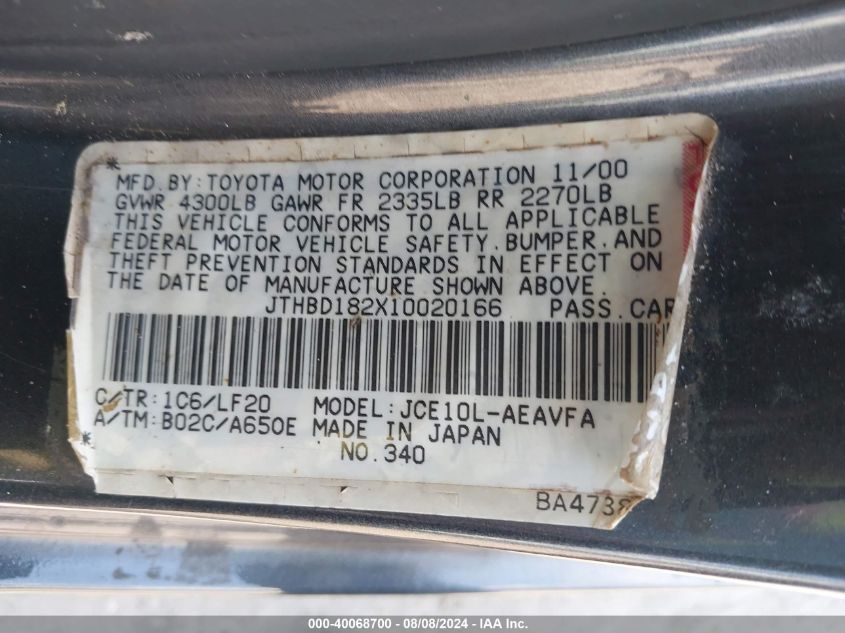 MFD. BY: TOYOTA MOTOR CORPORATION 11/00
GVWR 4300LB GAWR FR 2335LB RR 2270LB
THIS VEHICLE CONFORMS TO ALL APPLICABLE
FEDERAL MOTOR VEHICLE SAFETY. BUMPER. AND
THEFT PREVENTION STANDARDS IN EFFECT ON
THE DATE OF MANUFACTURE SHOWN ABOVE.
JTHBD182X10020166 PASS. CAR
C/TR: 1C6/LF20 MODEL: JCE10L-AEAVFA
A/TM: B02C/A650E MADE IN JAPAN
NO. 340
BA4738
000-40068700 - 08/08/2024 - IAA Inc.